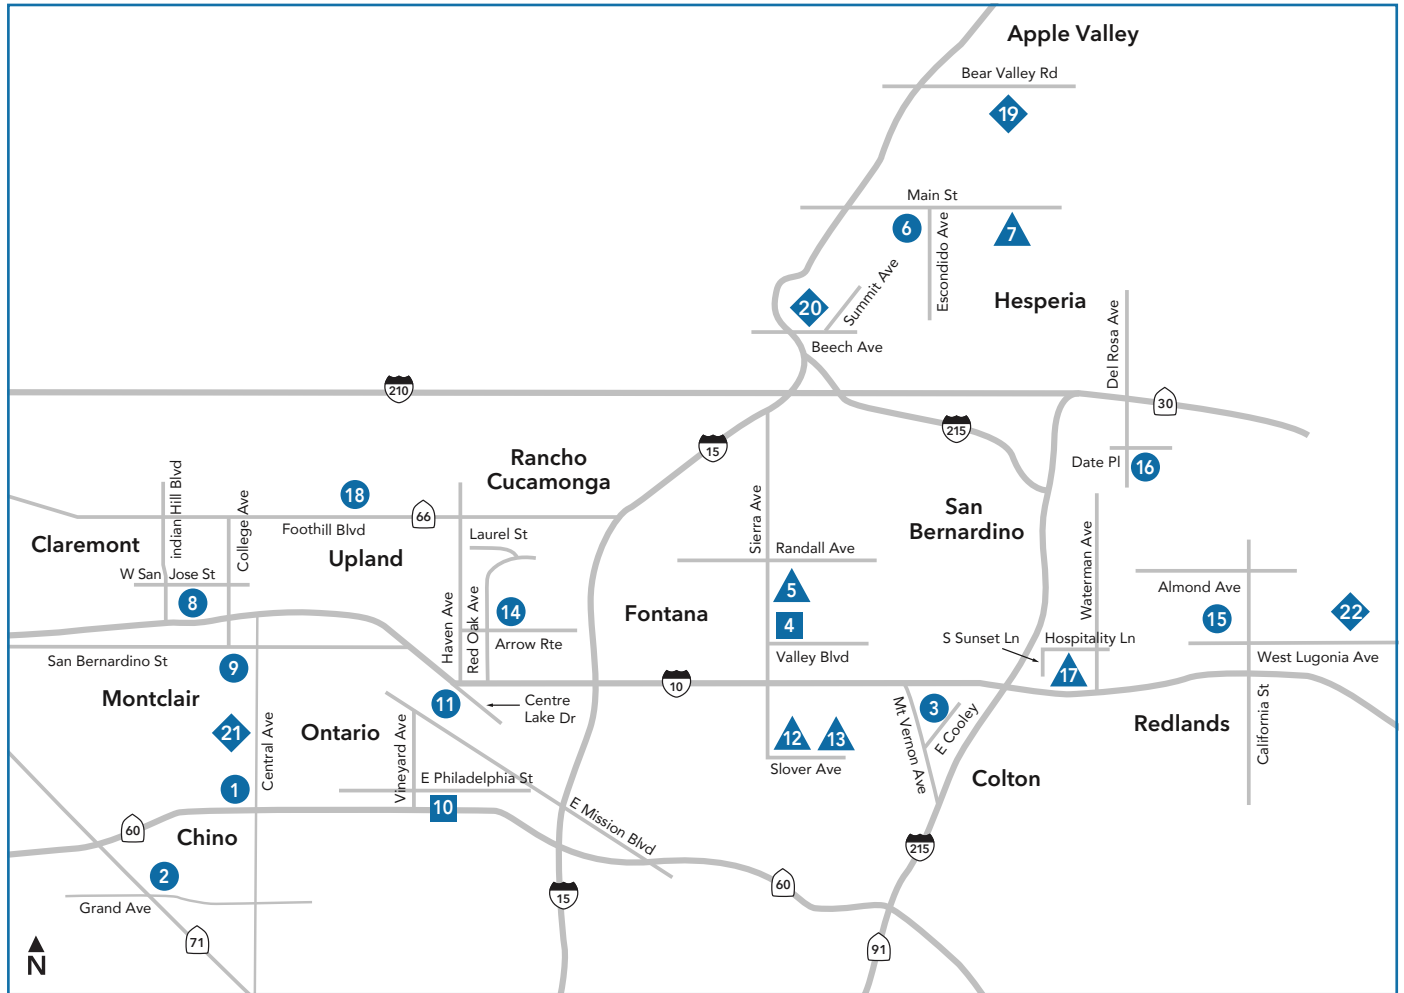 Apple Valley
Bear Valley Rd
19
Main St
6
Escondido Ave
7
Summit Ave
20
Hesperia
Beech Ave
Del Rosa Ave
210
30
215
15
Rancho
Cucamonga
indian Hill Blvd
College Ave
18
Foothill Blvd
66
Laurel St
Sierra Ave
San
Bernardino
Date Pl
16
Claremont
Upland
W San Jose St
8
Haven Ave
Red Oak Ave
14
Arrow Rte
Fontana
Randall Ave
5
4
Valley Blvd
Waterman Ave
Almond Ave
15
22
S Sunset Ln
Hospitality Ln
17
West Lugonia Ave
San Bernardino St
9
Montclair
10
11
Centre
Lake Dr
Mt Vernon Ave
3
E Cooley
Redlands
California St
21
Central Ave
Ontario
Vineyard Ave
12
13
Slover Ave
Colton
1
E Philadelphia St
10
E Mission Blvd
60
Chino
215
2
Grand Ave
15
60
71
91
N